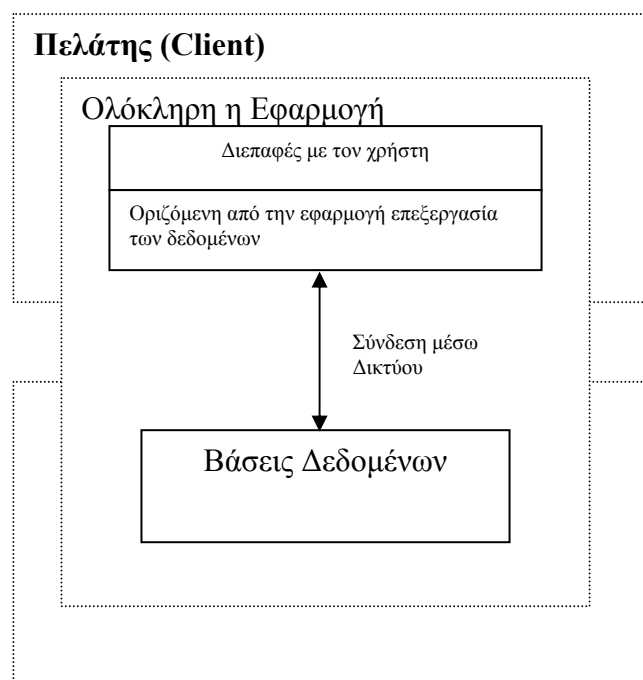 Πελάτης (Client)
Ολόκληρη η Εφαρμογή
Διεπαφές με τον χρήστη
Οριζόμενη από την εφαρμογή επεξεργασία
των δεδομένων
Σύνδεση μέσω
Δικτύου
Βάσεις Δεδομένων